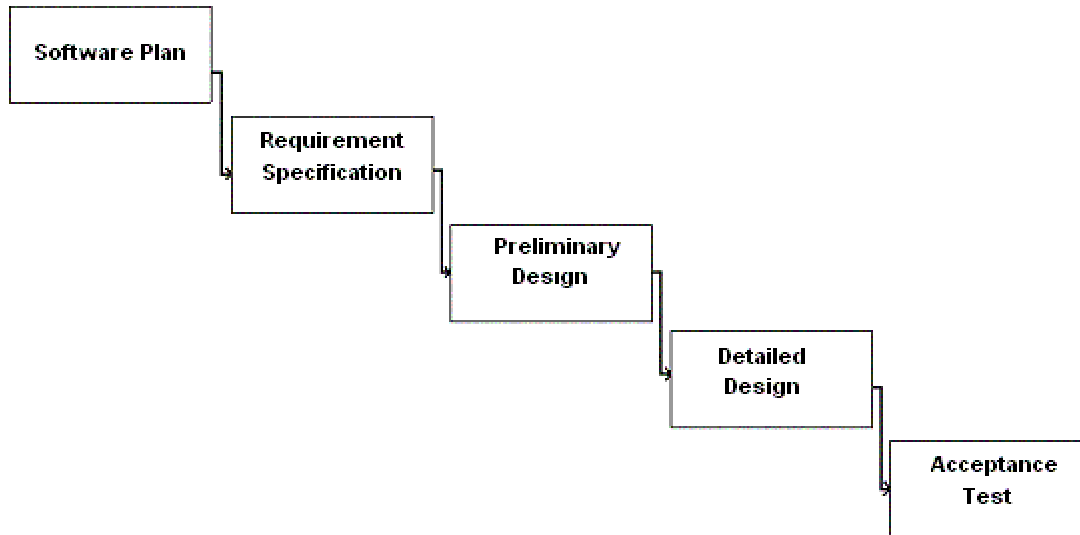 Software Plan
Requirement
Specification
Preliminary
Design
Detailed
Design
Acceptance
Test